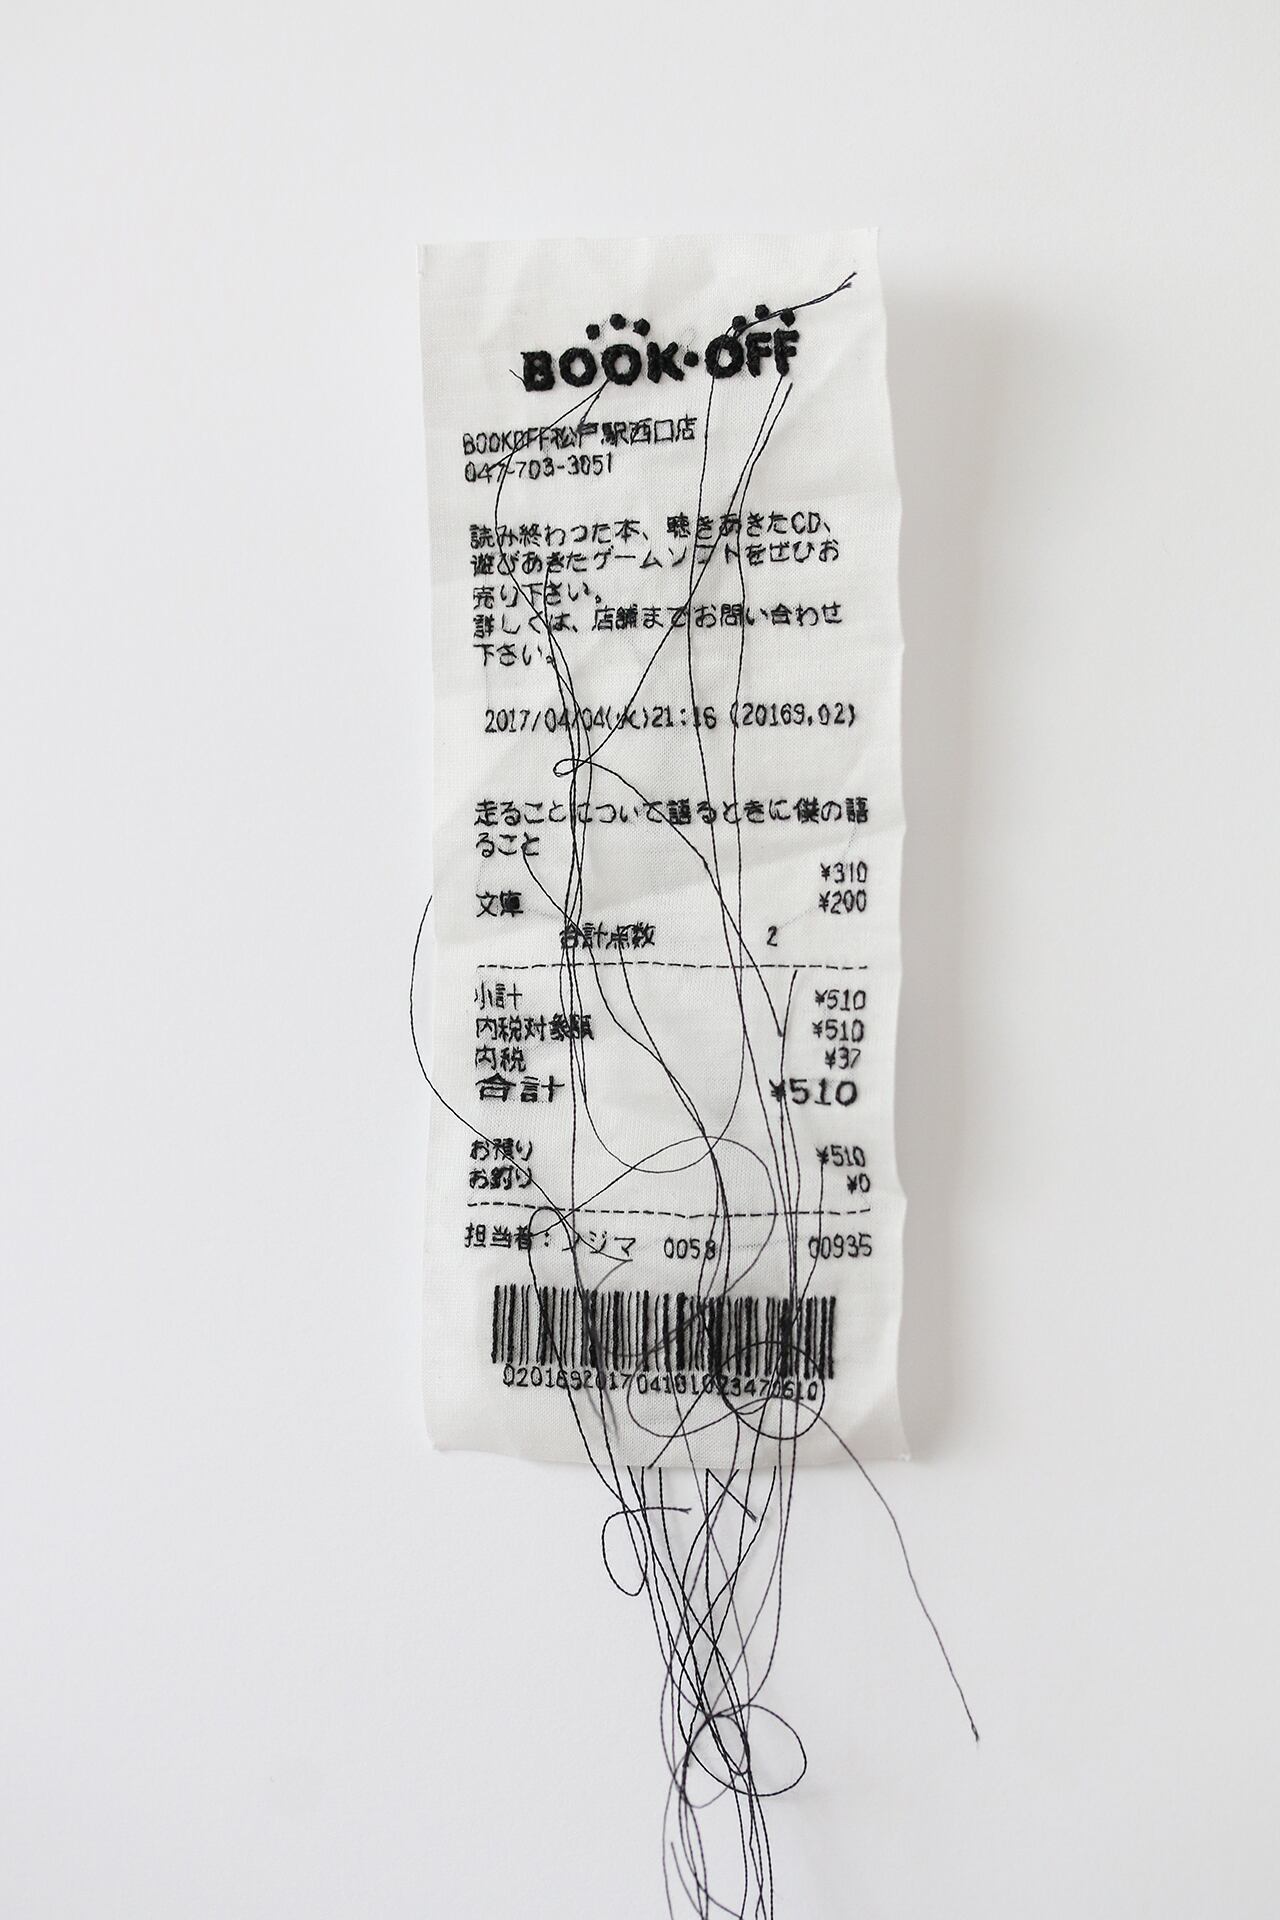 BOOK・OFF
BOOKOFF松戸駅西口店
047-703-3051
読み終わった本、聴きあきたCD、
遊びあきたゲームソフトをぜひお
売り下さい。
詳しくは、店舗までお問い合わせ
下さい。
2017/04/04(火)21:16 (20169.02)
走ることについて語るときに僕の語
ること
¥310
文庫 ¥200
合計点数 2
小計 ¥510
内税対象額 ¥510
内税 ¥37
合計 ¥510
お預り ¥510
お釣り ¥0
担当者: ノジマ 0058 00935